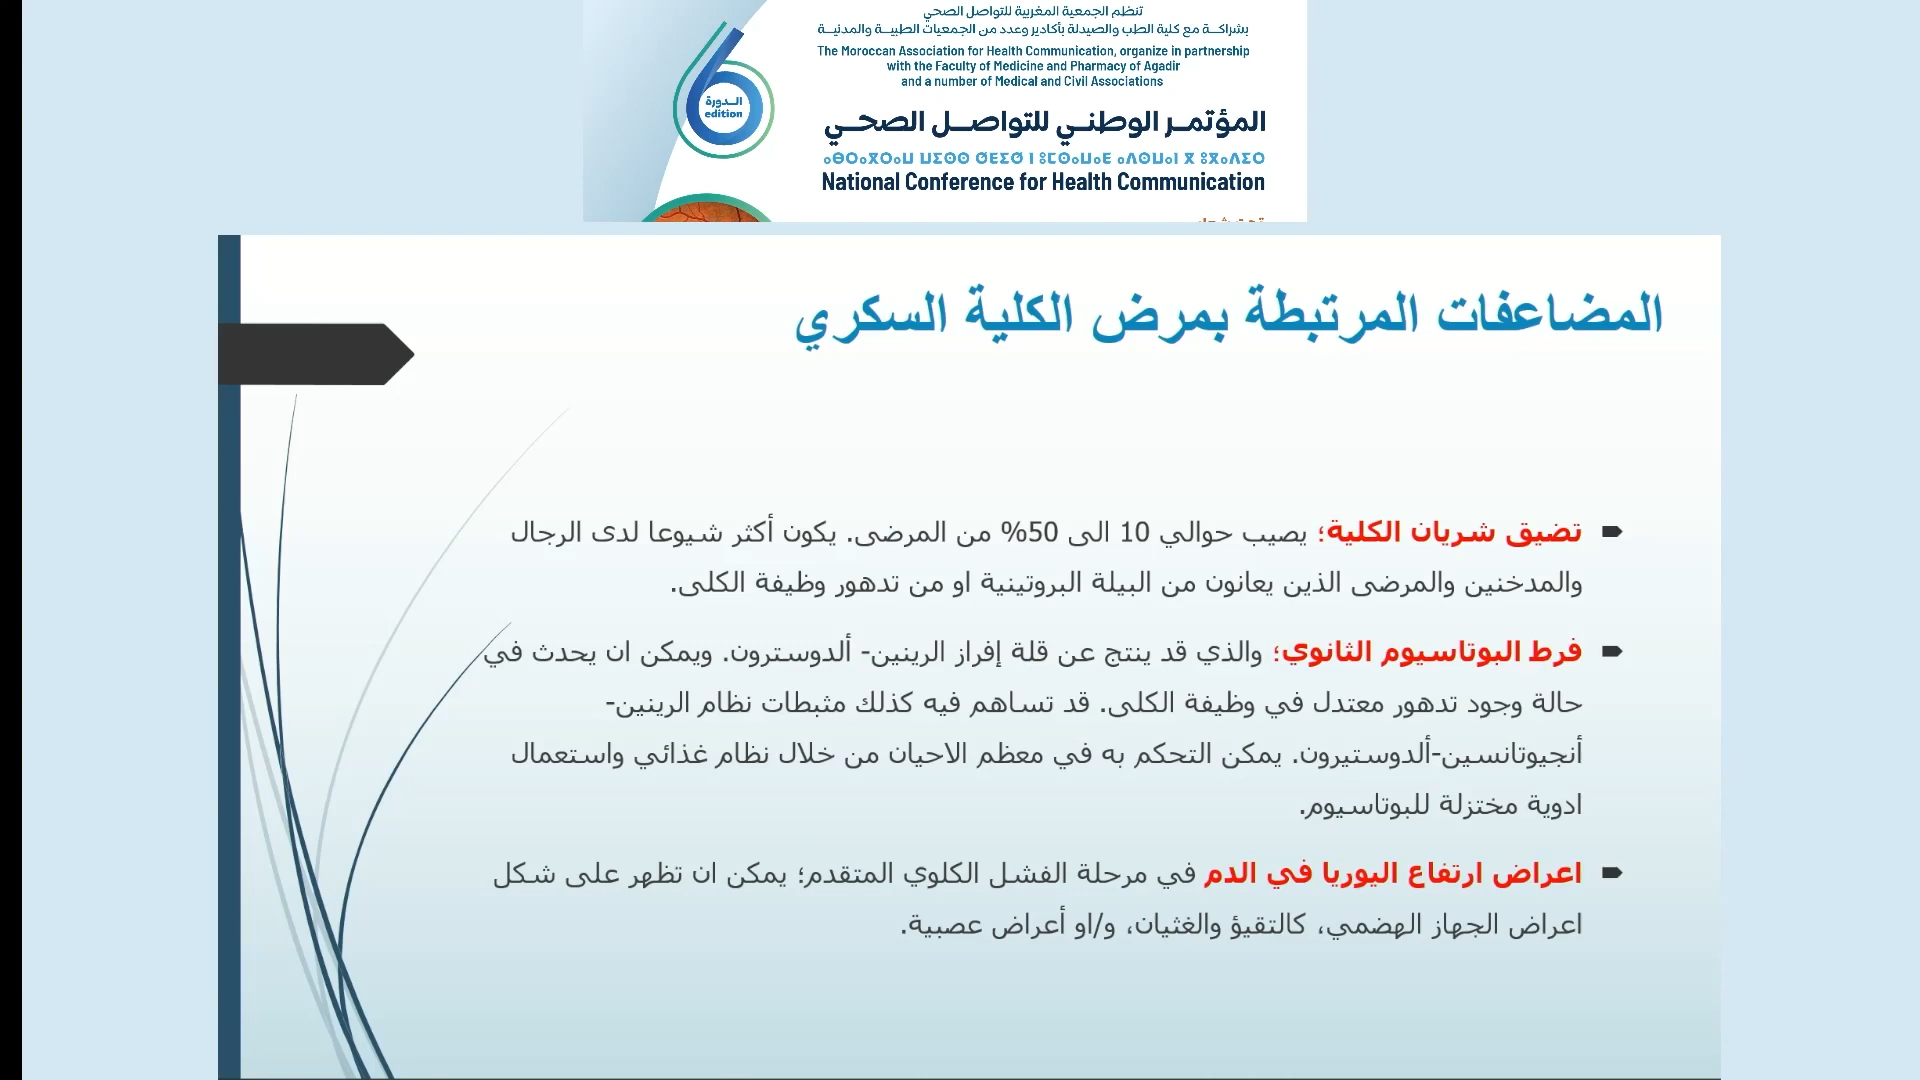 تنظم الجمعية المغربية للتواصل الصحي
بشراكة مع كلية الطب والصيدلة بأكادير وعدد من الجمعيات الطبية والمدنية
The Moroccan Association for Health Communication, organize in partnership
with the Faculty of Medicine and Pharmacy of Agadir
and a number of Medical and Civil Associations
الدورة
edition
المؤتمر الوطني للتواصل الصحي
National Conference for Health Communication
المضاعفات المرتبطة بمرض الكلية السكري
تضيق شريان الكلية؛ يصيب حوالي 10 الى 50% من المرضى. يكون أكثر شيوعا لدى الرجال
والمدخنين والمرضى الذين يعانون من البيلة البروتينية او من تدهور وظيفة الكلى.
فرط البوتاسيوم الثانوي؛ والذي قد ينتج عن قلة إفراز الرينين- ألدوسترون. ويمكن ان يحدث في
حالة وجود تدهور معتدل في وظيفة الكلى. قد تساهم فيه كذلك مثبطات نظام الرينين-
أنجيوتانسين-ألدوستيرون. يمكن التحكم به في معظم الاحيان من خلال نظام غذائي واستعمال
ادوية مختزلة للبوتاسيوم.
اعراض ارتفاع اليوريا في الدم في مرحلة الفشل الكلوي المتقدم؛ يمكن ان تظهر على شكل
اعراض الجهاز الهضمي، كالتقيؤ والغثيان، و/او أعراض عصبية.